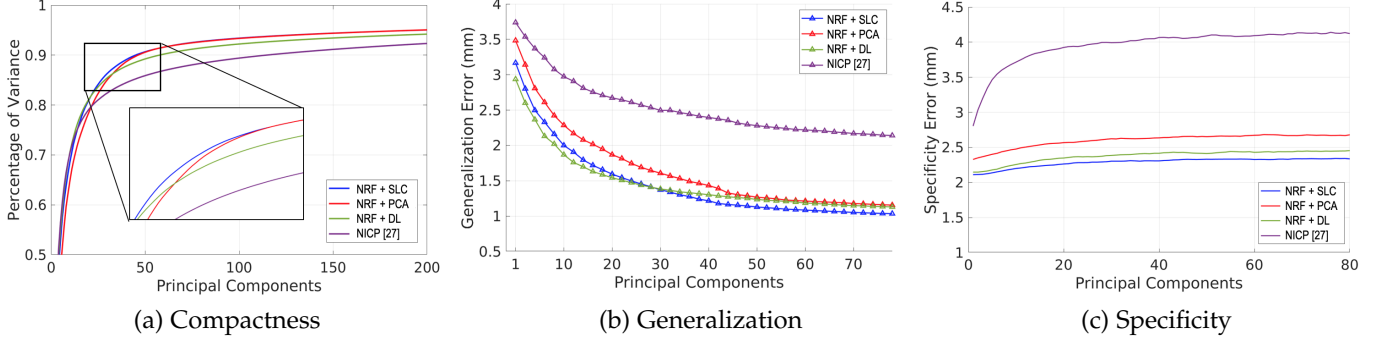 1
0.9
0.8
0.7
0.6
0.5
0
50
100
150
200
Percentage of Variance
Principal Components
NRF + SLC
NRF + PCA
NRF + DL
NICP [27]
(a) Compactness
4
3.5
3
2.5
2
1.5
1
0.5
1
10
20
30
40
50
60
70
Generalization Error (mm)
Principal Components
NRF + SLC
NRF + PCA
NRF + DL
NICP [27]
(b) Generalization
4.5
4
3.5
3
2.5
2
1.5
1
0
20
40
60
80
Specificity Error (mm)
Principal Components
NRF + SLC
NRF + PCA
NRF + DL
NICP [27]
(c) Specificity